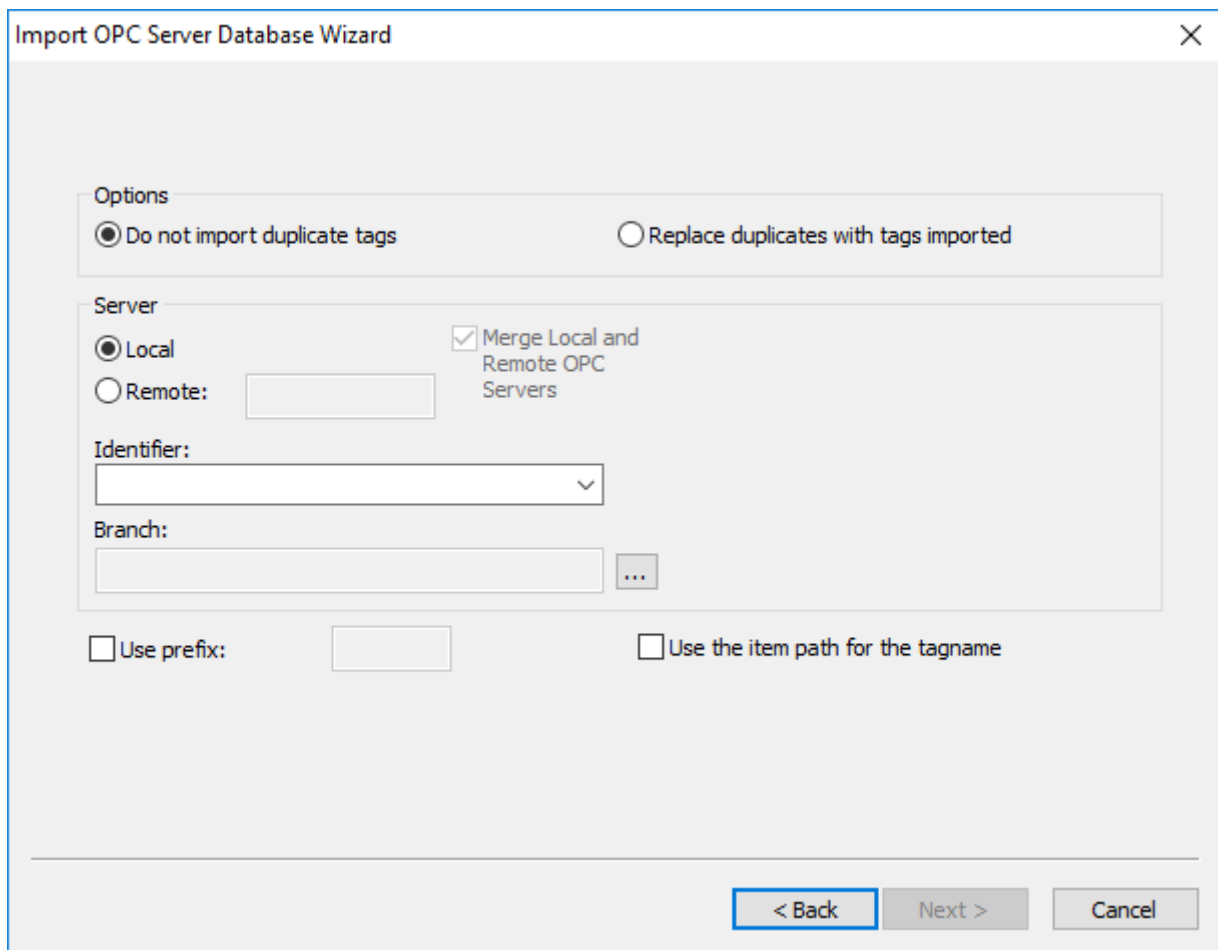 Import OPC Server Database Wizard
Options
Do not import duplicate tags
Replace duplicates with tags imported
Server
Local
Merge Local and
Remote OPC
Servers
Remote:
Identifier:
Branch:
...
Use prefix:
Use the item path for the tagname
< Back
Next >
Cancel